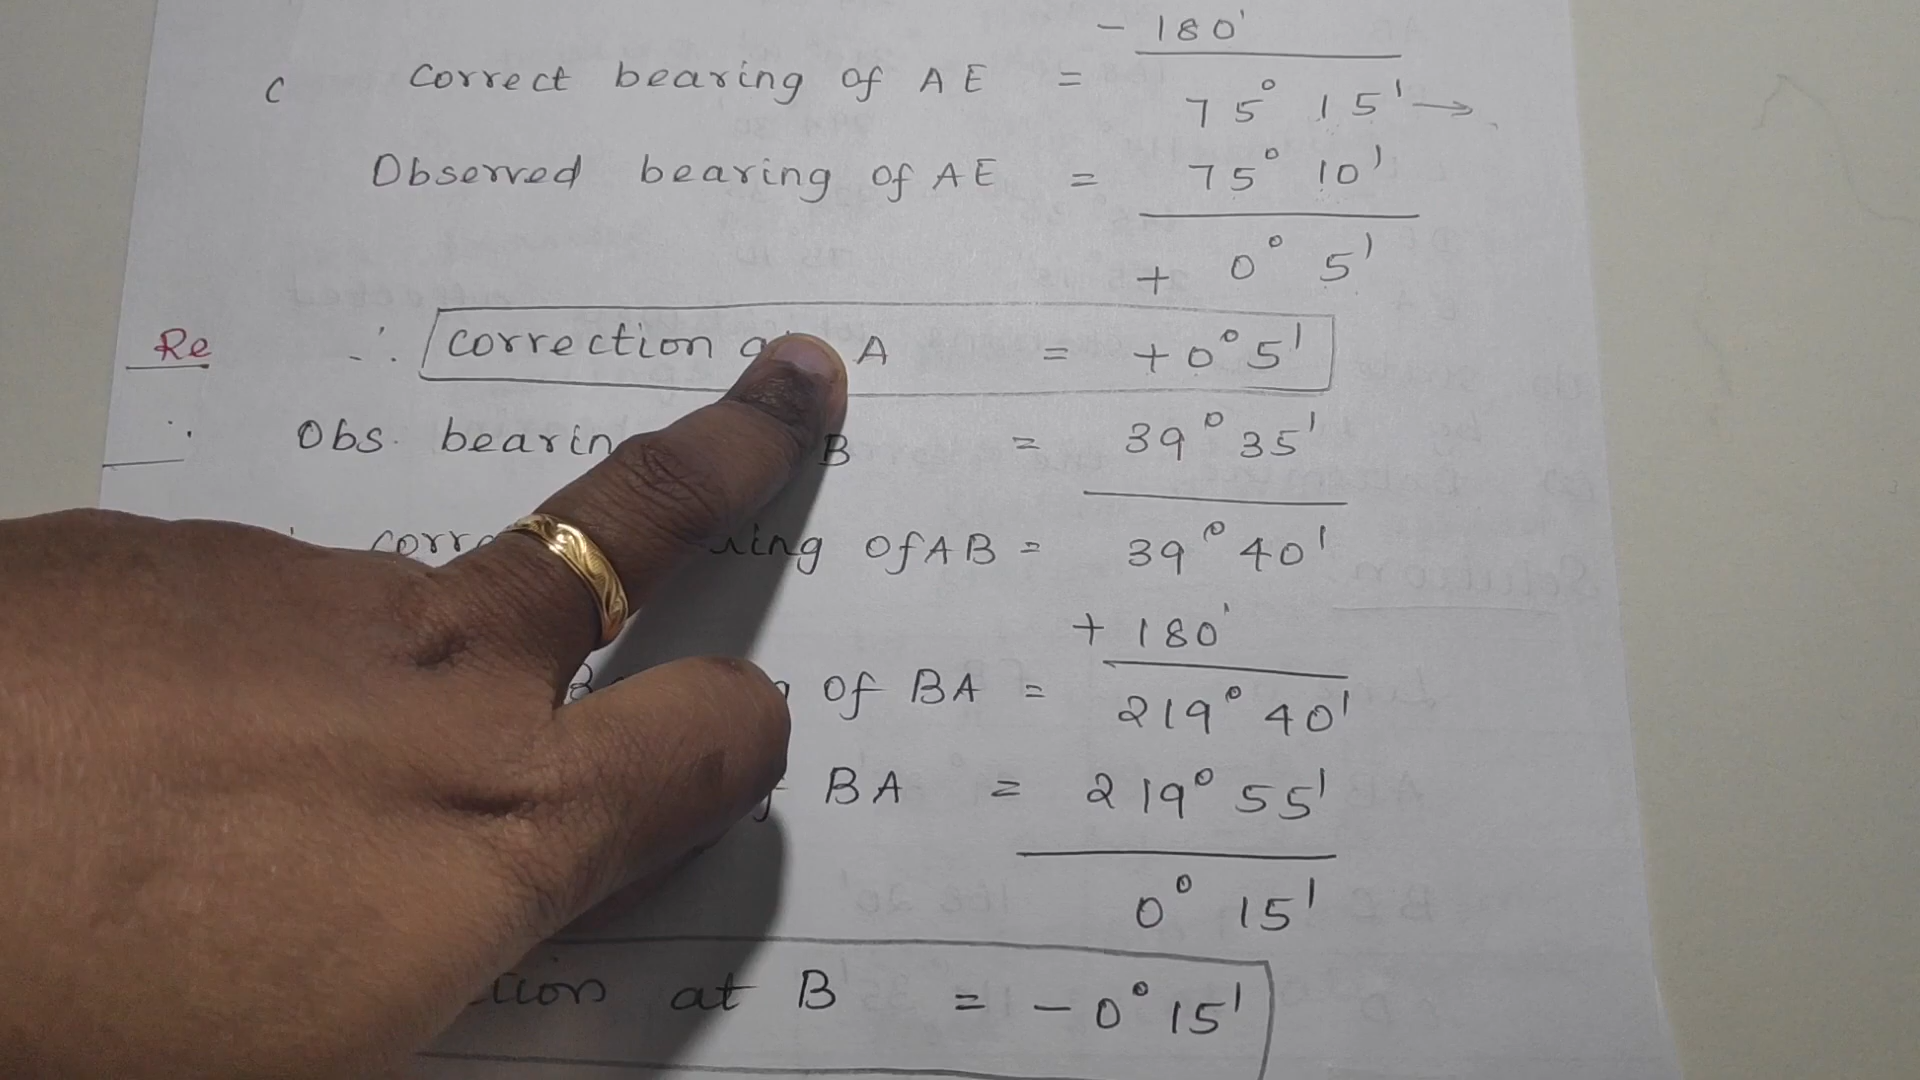 - 180'
c correct bearing of AE = 75° 15' →
Observed bearing of AE = 75° 10'
+ 0° 5'
Re ∴ correction A = +0° 5'
∴ Obs. B = 39° 35'
of AB = 39° 40'
+ 180'
of BA = 219° 40'
BA = 219° 55'
0° 15'
at B = - 0° 15'